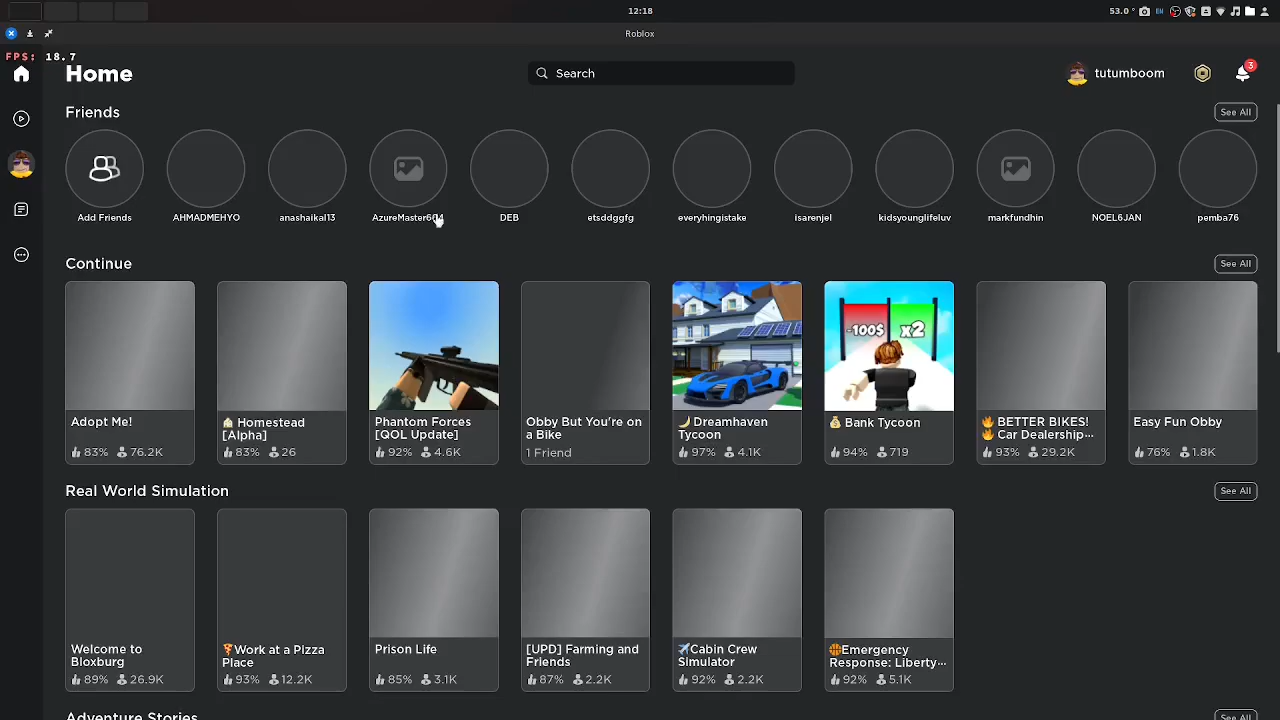 12:18
53.0 °
EN
Roblox
FPS: 18.7
Home
Search
tutumboom
3
Friends
See All
Add Friends
AHMADMEHYO
anashaikal13
AzureMaster604
DEB
etsddggfg
everyhingistake
isarenjel
kidsyounglifeluv
markfundhin
NOEL6JAN
pemba76
Continue
See All
-100$
x2
Adopt Me!
83% 76.2K
🏠 Homestead
[Alpha]
83% 26
Phantom Forces
[QOL Update]
92% 4.6K
Obby But You're on
a Bike
1 Friend
🌙 Dreamhaven
Tycoon
97% 4.1K
💰 Bank Tycoon
94% 719
🔥 BETTER BIKES!
🔥 Car Dealership...
93% 29.2K
Easy Fun Obby
76% 1.8K
Real World Simulation
See All
Welcome to
Bloxburg
89% 26.9K
🍕Work at a Pizza
Place
93% 12.2K
Prison Life
85% 3.1K
[UPD] Farming and
Friends
87% 2.2K
✈️Cabin Crew
Simulator
92% 2.2K
🏀Emergency
Response: Liberty...
92% 5.1K
Adventure Stories
See All